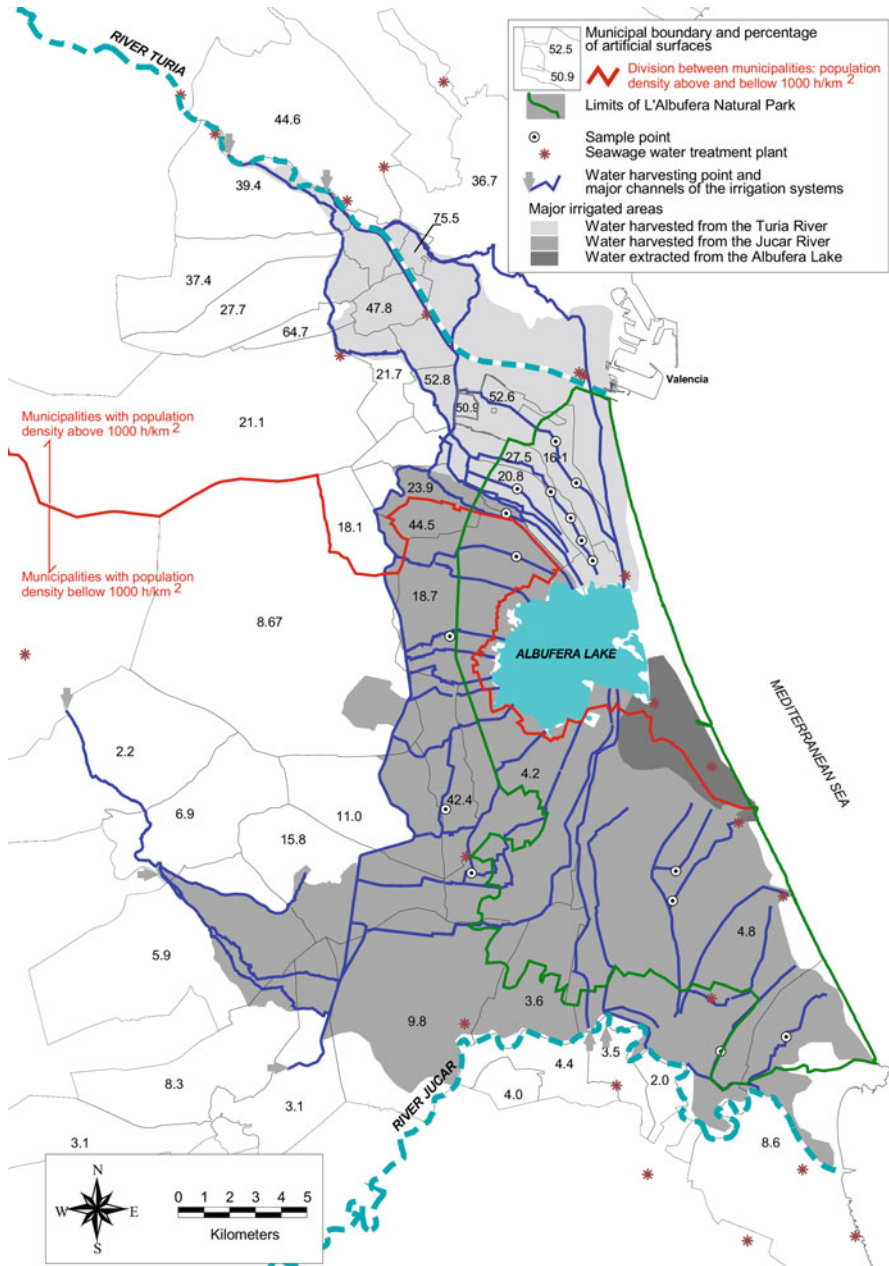 RIVER TURIA
52.5
50.9
Municipal boundary and percentage
of artificial surfaces
Division between municipalities: population
density above and bellow 1000 h/km 2
Limits of L'Albufera Natural Park
Sample point
Seawage water treatment plant
Water harvesting point and
major channels of the irrigation systems
Major irrigated areas
Water harvested from the Turia River
Water harvested from the Jucar River
Water extracted from the Albufera Lake
44.6
39.4
36.7
75.5
37.4
27.7
47.8
64.7
21.7
52.8
Valencia
52.6
50.9
Municipalities with population
density above 1000 h/km 2
21.1
27.5
16.1
20.8
23.9
18.1
44.5
Municipalities with population
density bellow 1000 h/km 2
18.7
8.67
ALBUFERA LAKE
MEDITERRANEAN SEA
2.2
4.2
6.9
11.0
42.4
15.8
5.9
4.8
9.8
3.6
4.4
3.5
8.3
3.1
RIVER JUCAR
4.0
2.0
3.1
8.6
N
W E
S
0 1 2 3 4 5
Kilometers